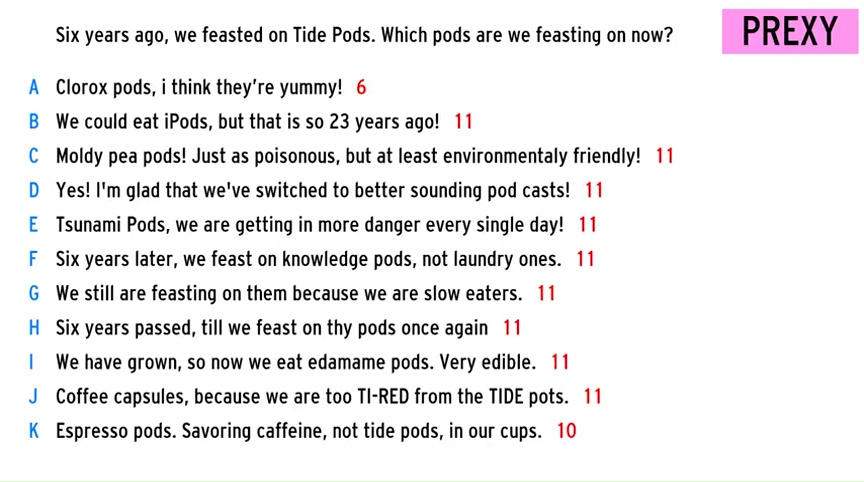 Six years ago, we feasted on Tide Pods. Which pods are we feasting on now?
PREXY
A Clorox pods, i think they're yummy! 6
B We could eat iPods, but that is so 23 years ago! 11
C Moldy pea pods! Just as poisonous, but at least environmentaly friendly! 11
D Yes! I'm glad that we've switched to better sounding pod casts! 11
E Tsunami Pods, we are getting in more danger every single day! 11
F Six years later, we feast on knowledge pods, not laundry ones. 11
G We still are feasting on them because we are slow eaters. 11
H Six years passed, till we feast on thy pods once again 11
I We have grown, so now we eat edamame pods. Very edible. 11
J Coffee capsules, because we are too TI-RED from the TIDE pots. 11
K Espresso pods. Savoring caffeine, not tide pods, in our cups. 10